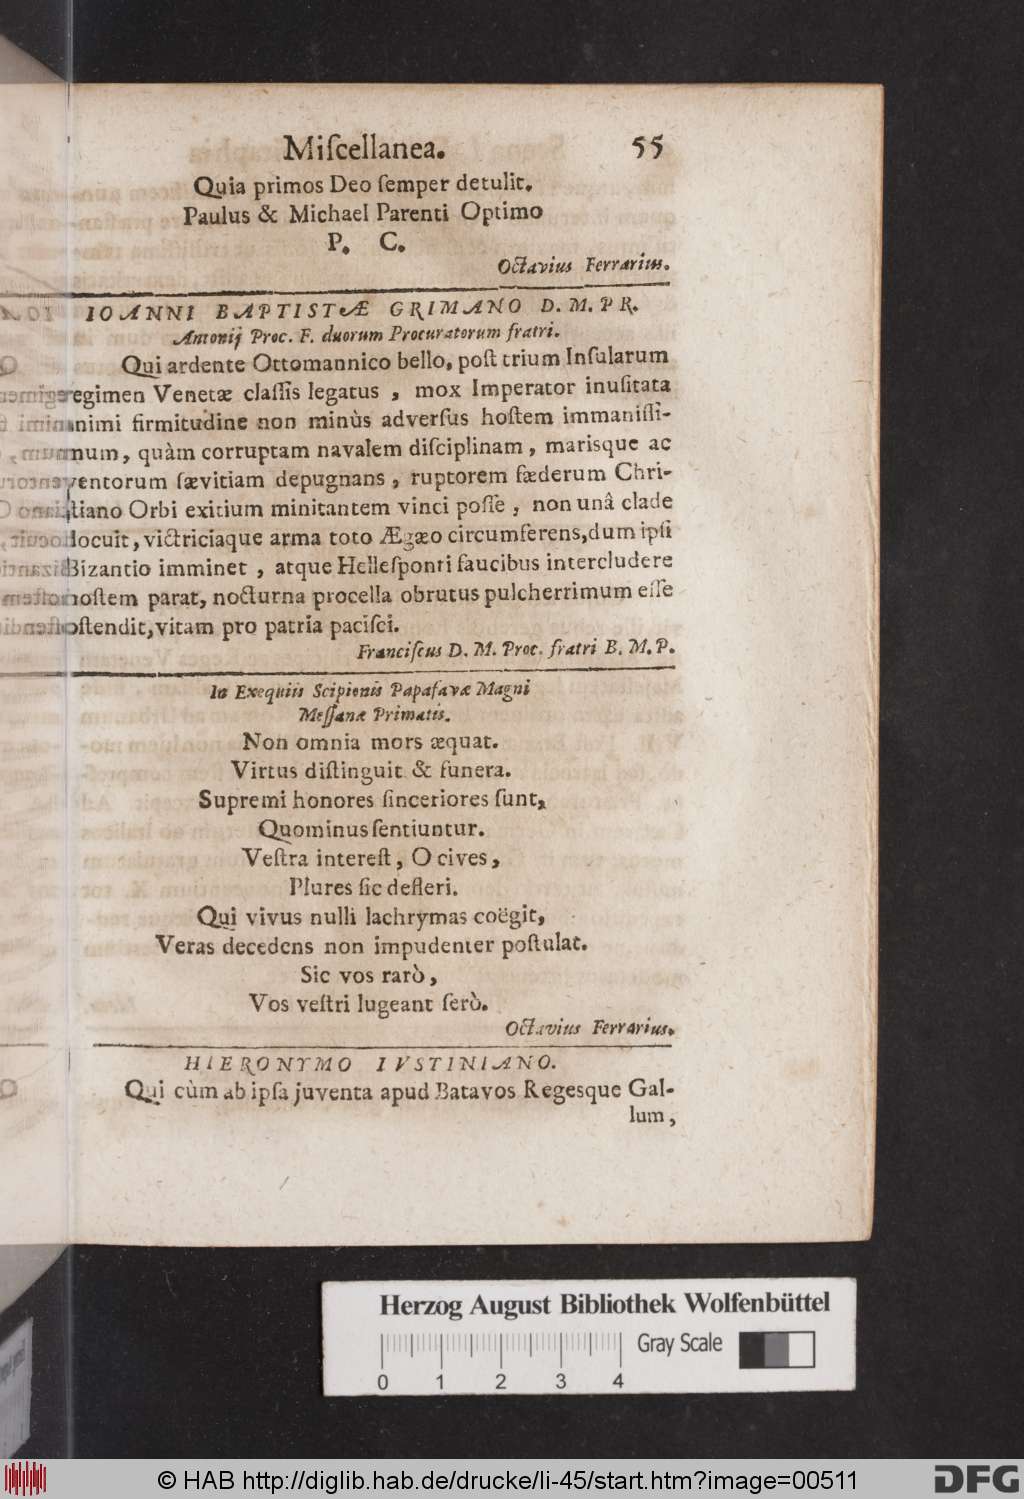 Miſcellanea. 55
Quia primos Deo ſemper detulit.
Paulus & Michael Parenti Optimo
P. C.
Octavius Ferrarius.
IOANNI BAPTISTÆ GRIMANO D. M. P R.
Antonij Proc. F. duorum Procuratorum fratri.
Qui ardente Ottomannico bello, poſt trium Inſularum
regimen Venetæ claſſis legatus, mox Imperator inuſitata
animi firmitudine non minùs adverſus hoſtem immaniſſi-
mum, quàm corruptam navalem diſciplinam, marisque ac
ventorum ſævitiam depugnans, ruptorem fæderum Chri-
ſtiano Orbi exitium minitantem vinci poſſe, non unâ clade
docuit, victriciaque arma toto Ægæo circumferens, dum ipſi
Bizantio imminet, atque Helleſponti faucibus intercludere
hoſtem parat, nocturna procella obrutus pulcherrimum eſſe
oſtendit, vitam pro patria paciſci.
Franciſcus D. M. Proc. fratri B. M. P.
In Exequiis Scipionis Papafavæ Magni
Meſſanæ Primatis.
Non omnia mors æquat.
Virtus diſtinguit & funera.
Supremi honores ſinceriores ſunt,
Quominus ſentiuntur.
Veſtra intereſt, O cives,
Plures ſic defleri.
Qui vivus nulli lachrymas coëgit,
Veras decedens non impudenter poſtulat.
Sic vos rarò,
Vos veſtri lugeant ſerò.
Octavius Ferrarius.
HIERONYMO IVSTINIANO.
Qui cùm ab ipſa juventa apud Batavos Regesque Gal-
lum,
Herzog August Bibliothek Wolfenbüttel
Gray Scale
0 1 2 3 4
© HAB http://diglib.hab.de/drucke/li-45/start.htm?image=00511
DFG